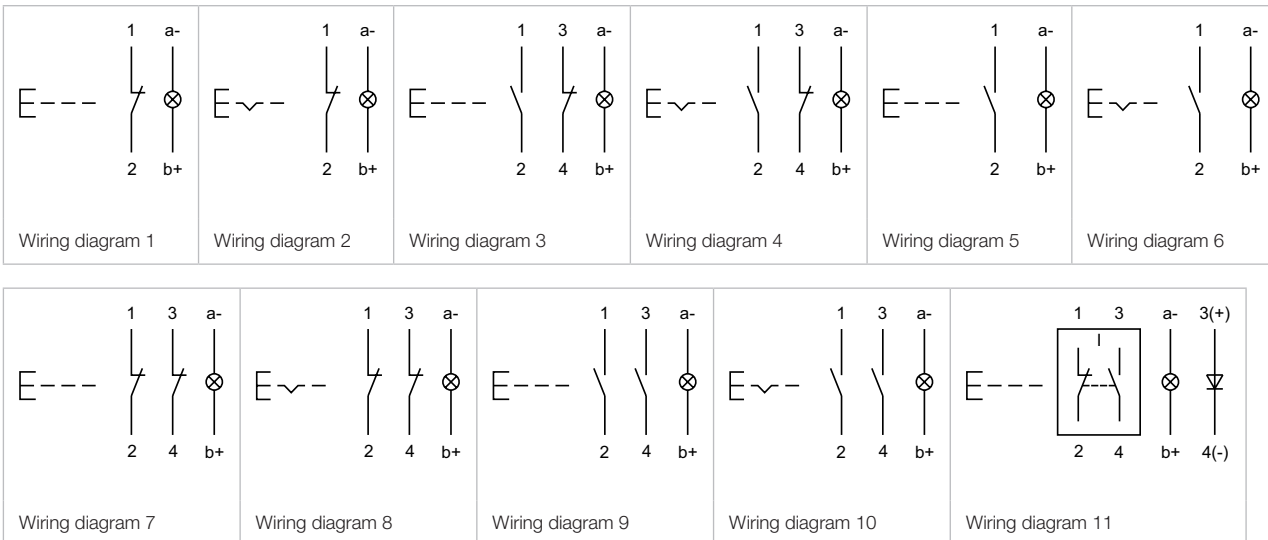 1 a- 1 a- 1 3 a- 1 3 a- 1 a- 1 a-
2 b+ 2 b+ 2 4 b+ 2 4 b+ 2 b+ 2 b+
Wiring diagram 1 Wiring diagram 2 Wiring diagram 3 Wiring diagram 4 Wiring diagram 5 Wiring diagram 6
1 3 a- 1 3 a- 1 3 a- 1 3 a- 1 3 a- 3(+)
2 4 b+ 2 4 b+ 2 4 b+ 2 4 b+ 2 4 b+ 4(-)
Wiring diagram 7 Wiring diagram 8 Wiring diagram 9 Wiring diagram 10 Wiring diagram 11